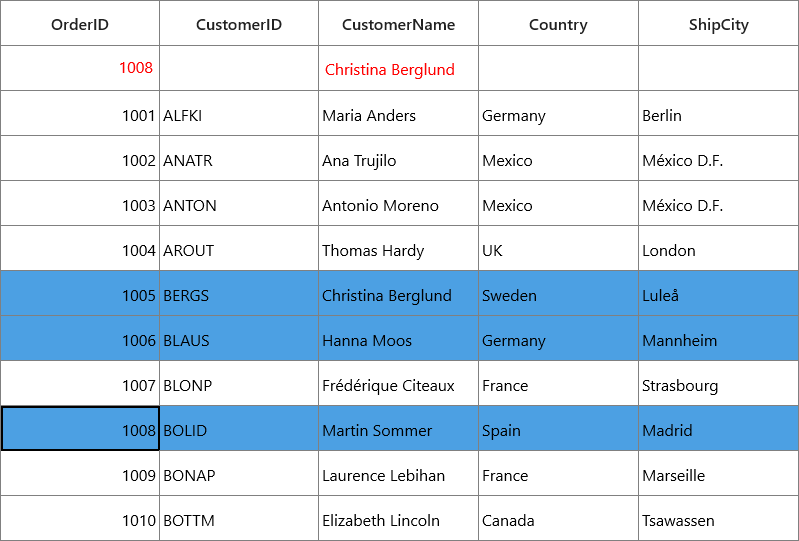 OrderID CustomerID CustomerName Country ShipCity
1008 Christina Berglund
1001 ALFKI Maria Anders Germany Berlin
1002 ANATR Ana Trujilo Mexico México D.F.
1003 ANTON Antonio Moreno Mexico México D.F.
1004 AROUT Thomas Hardy UK London
1005 BERGS Christina Berglund Sweden Luleå
1006 BLAUS Hanna Moos Germany Mannheim
1007 BLONP Frédérique Citeaux France Strasbourg
1008 BOLID Martin Sommer Spain Madrid
1009 BONAP Laurence Lebihan France Marseille
1010 BOTTM Elizabeth Lincoln Canada Tsawassen